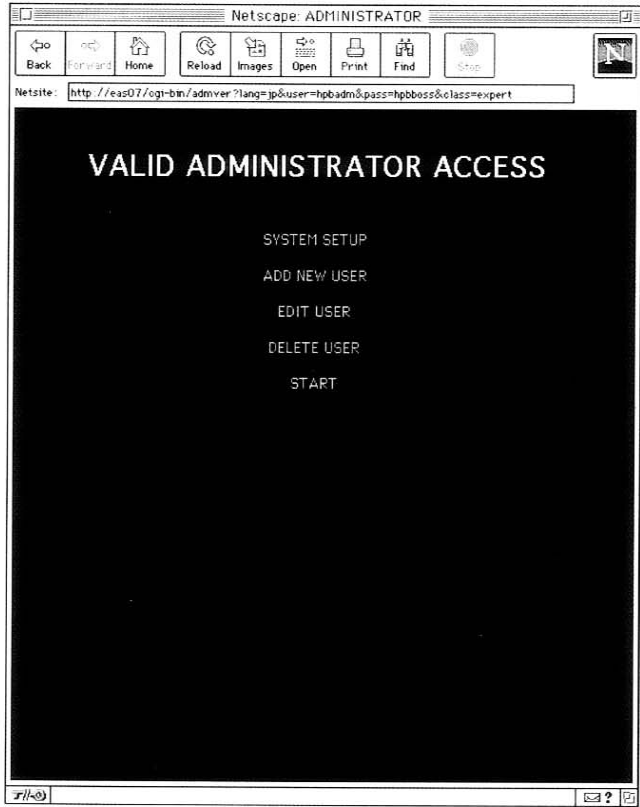 Netscape: ADMINISTRATOR
Back Forward Home Reload Images Open Print Find Stop
N
Netsite: http://eas07/cgi-bin/admver?lang=jp&user=hpbadm&pass=hpbboss&class=expert
VALID ADMINISTRATOR ACCESS
SYSTEM SETUP
ADD NEW USER
EDIT USER
DELETE USER
START
?